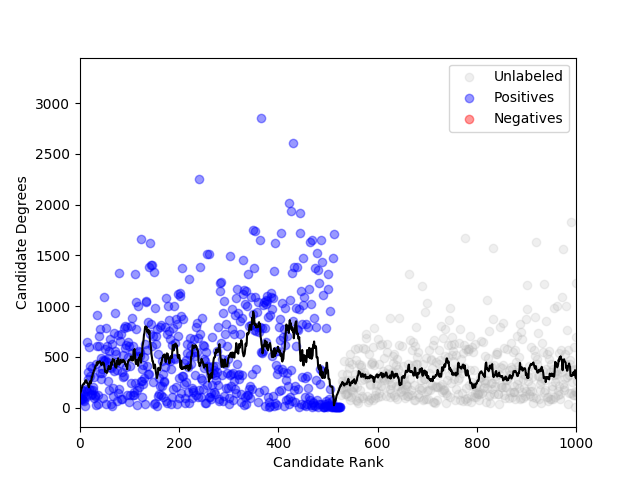 Unlabeled
Positives
Negatives
3000
2500
2000
1500
1000
500
0
Candidate Degrees
0 200 400 600 800 1000
Candidate Rank